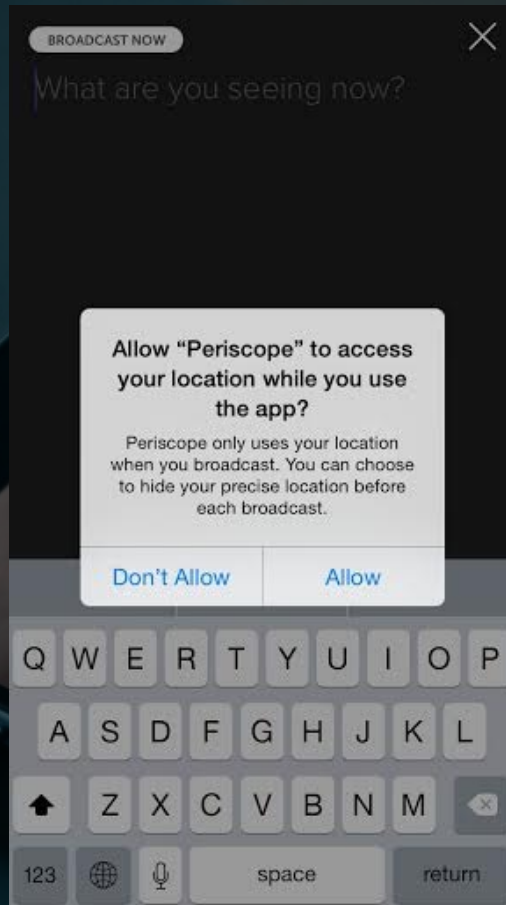 BROADCAST NOW
What are you seeing now?
Allow “Periscope” to access
your location while you use
the app?
Periscope only uses your location
when you broadcast. You can choose
to hide your precise location before
each broadcast.
Don't Allow Allow
Q W E R T Y U I O P
A S D F G H J K L
Z X C V B N M
123 space return